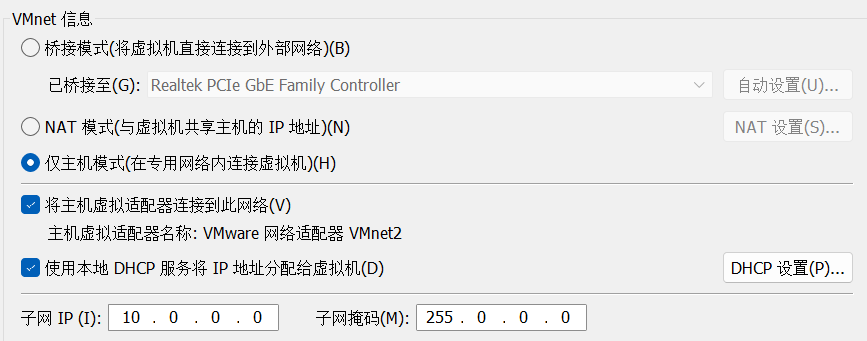 VMnet 信息
桥接模式(将虚拟机直接连接到外部网络)(B)
已桥接至(G): Realtek PCIe GbE Family Controller 自动设置(U)...
NAT 模式(与虚拟机共享主机的 IP 地址)(N) NAT 设置(S)...
仅主机模式(在专用网络内连接虚拟机)(H)
将主机虚拟适配器连接到此网络(V)
主机虚拟适配器名称: VMware 网络适配器 VMnet2
使用本地 DHCP 服务将 IP 地址分配给虚拟机(D) DHCP 设置(P)...
子网 IP (I): 10 . 0 . 0 . 0 子网掩码(M): 255 . 0 . 0 . 0